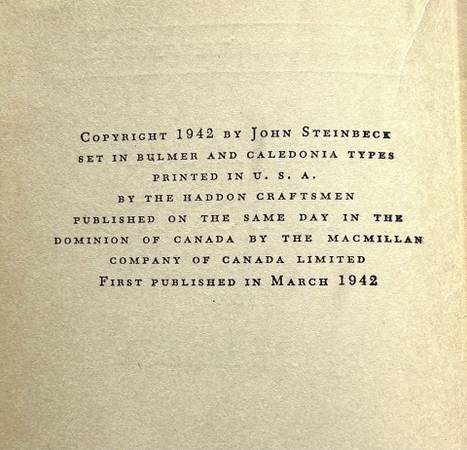 Copyright 1942 by John Steinbeck
set in bulmer and caledonia types
printed in u. s. a.
by the haddon craftsmen
published on the same day in the
dominion of canada by the macmillan
company of canada limited
First published in March 1942